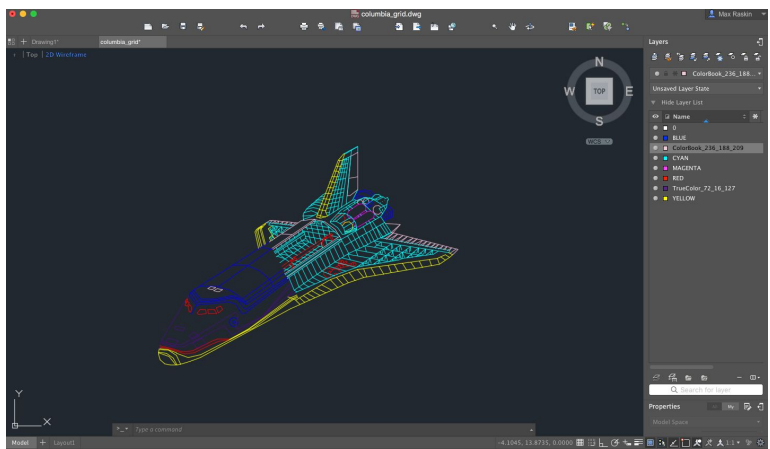 columbia_grid.dwg
Max Raskin
Drawing1*
columbia_grid*
Top | 2D Wireframe
Layers
N
W TOP E
S
WCS
ColorBook_236_188...
Unsaved Layer State
Hide Layer List
Name
0
BLUE
ColorBook_236_188_209
CYAN
MAGENTA
RED
TrueColor_72_16_127
YELLOW
Search for layer
Properties
My
Model Space
Y
X
>_ Type a command
Model + Layout1
-4.1045, 13.8735, 0.0000
1:1